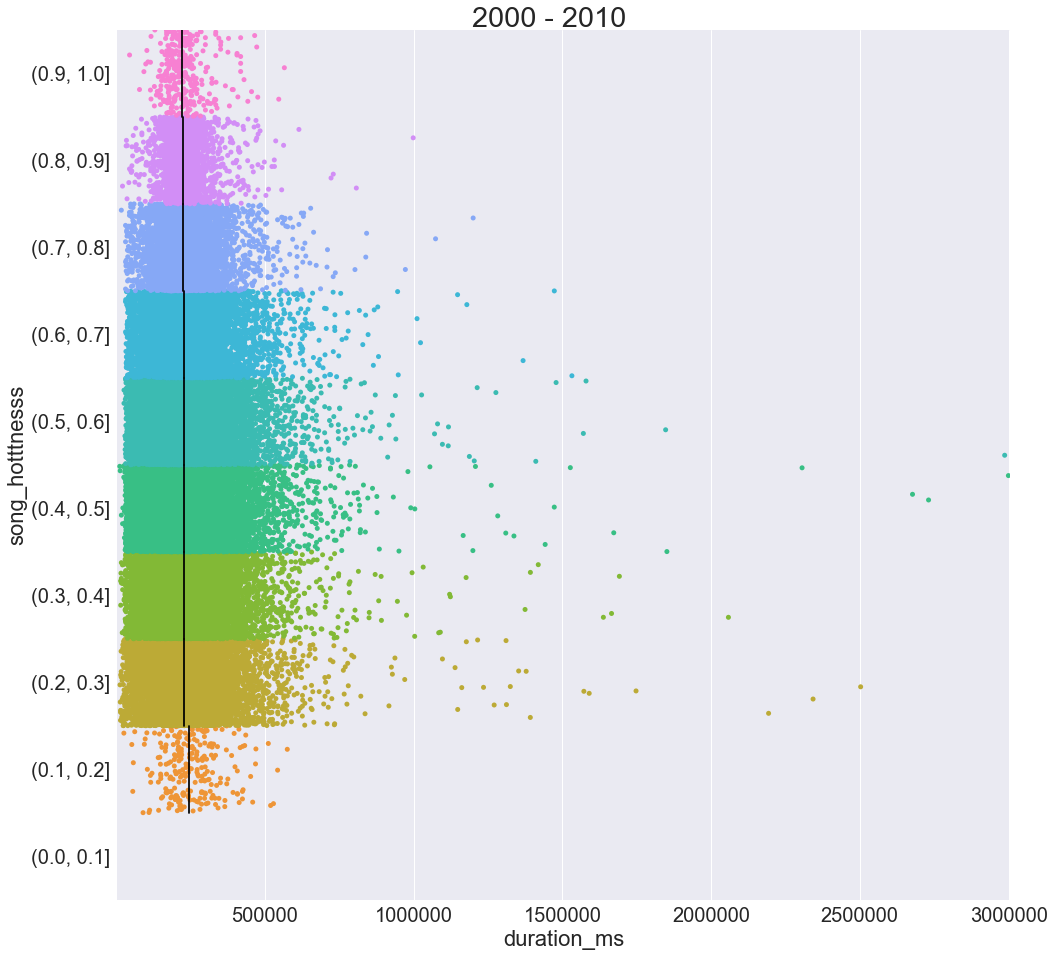 2000 - 2010
song_hotttnesss
(0.9, 1.0]
(0.8, 0.9]
(0.7, 0.8]
(0.6, 0.7]
(0.5, 0.6]
(0.4, 0.5]
(0.3, 0.4]
(0.2, 0.3]
(0.1, 0.2]
(0.0, 0.1]
500000 1000000 1500000 2000000 2500000 3000000
duration_ms